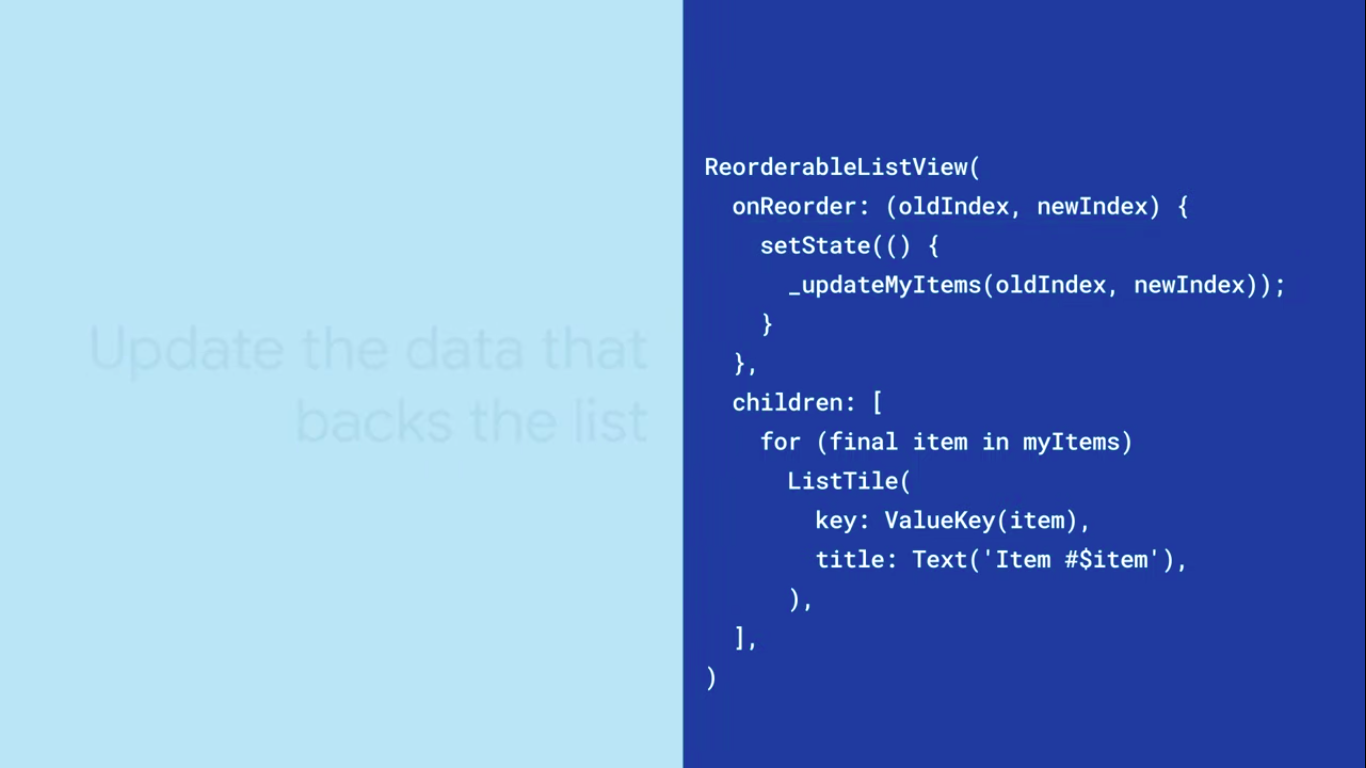 Update the data that
backs the list
ReorderableListView(
  onReorder: (oldIndex, newIndex) {
    setState(() {
      _updateMyItems(oldIndex, newIndex));
    }
  },
  children: [
    for (final item in myItems)
      ListTile(
        key: ValueKey(item),
        title: Text('Item #$item'),
      ),
  ],
)